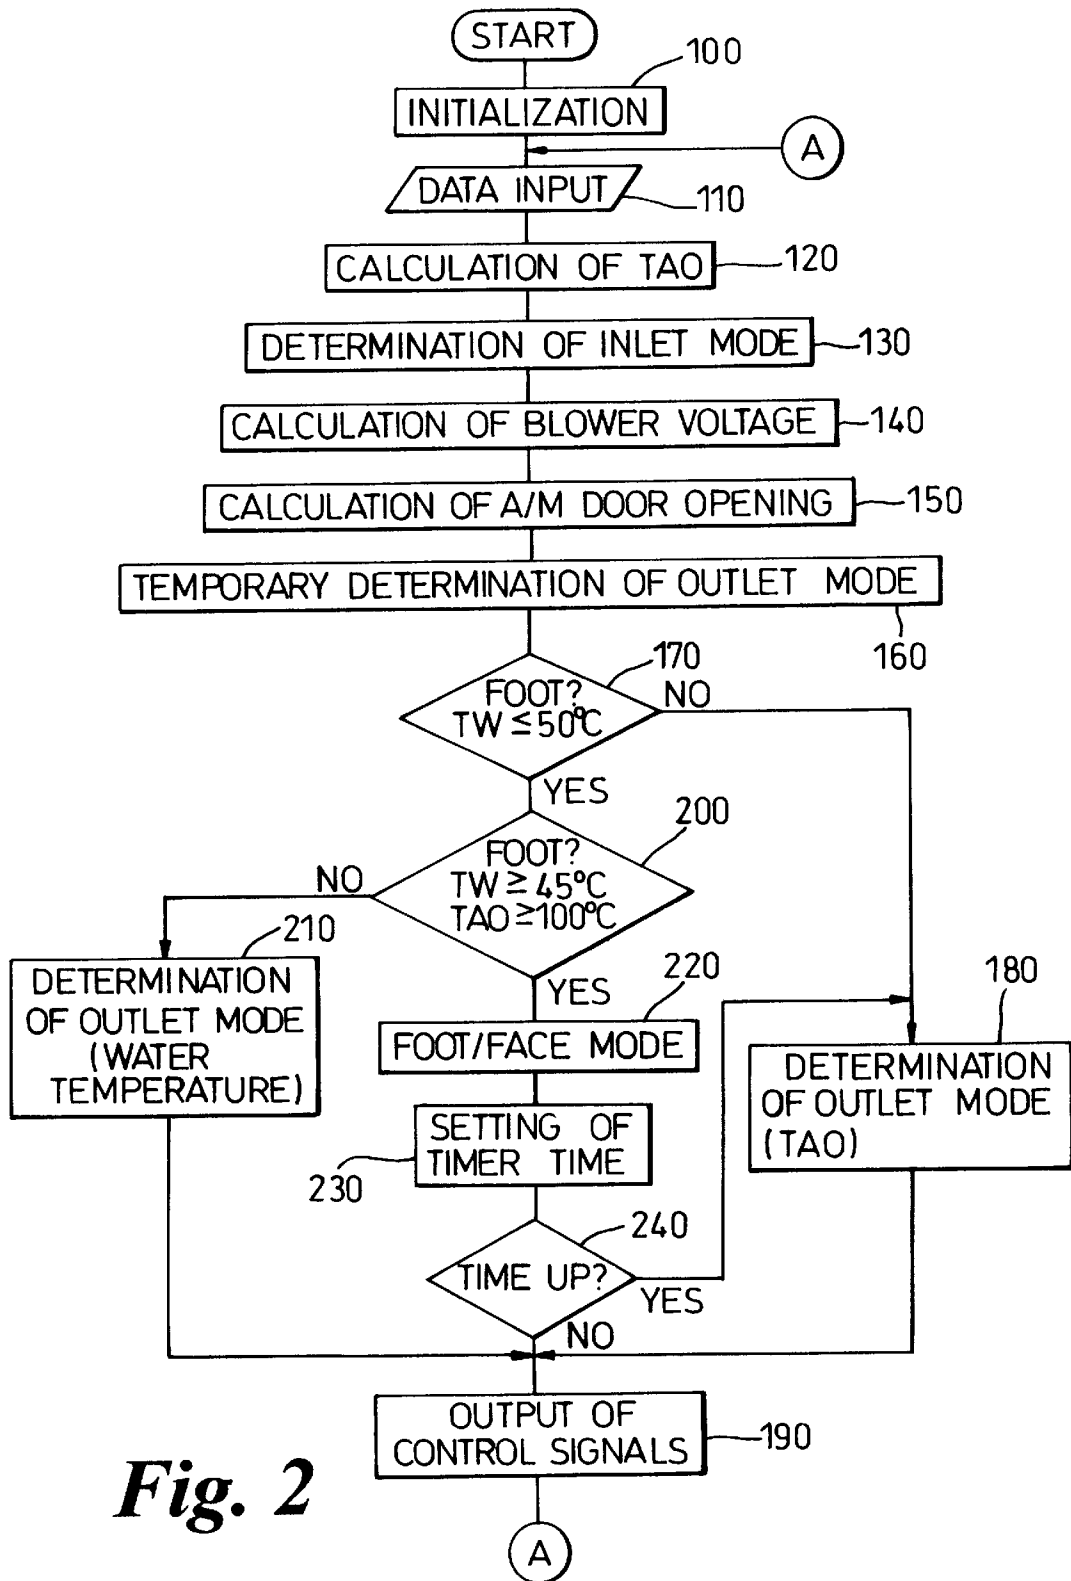 START
100
INITIALIZATION
A
DATA INPUT
110
CALCULATION OF TAO
120
DETERMINATION OF INLET MODE
130
CALCULATION OF BLOWER VOLTAGE
140
CALCULATION OF A/M DOOR OPENING
150
TEMPORARY DETERMINATION OF OUTLET MODE
160
170
FOOT?
TW ≦ 50°C
NO
YES
200
FOOT?
TW ≧ 45°C
TAO ≧ 100°C
NO
YES
210
DETERMINATION
OF OUTLET MODE
(WATER
TEMPERATURE)
220
FOOT/FACE MODE
180
DETERMINATION
OF OUTLET MODE
(TAO)
SETTING OF
TIMER TIME
230
240
TIME UP?
YES
NO
OUTPUT OF
CONTROL SIGNALS
190
Fig. 2
A